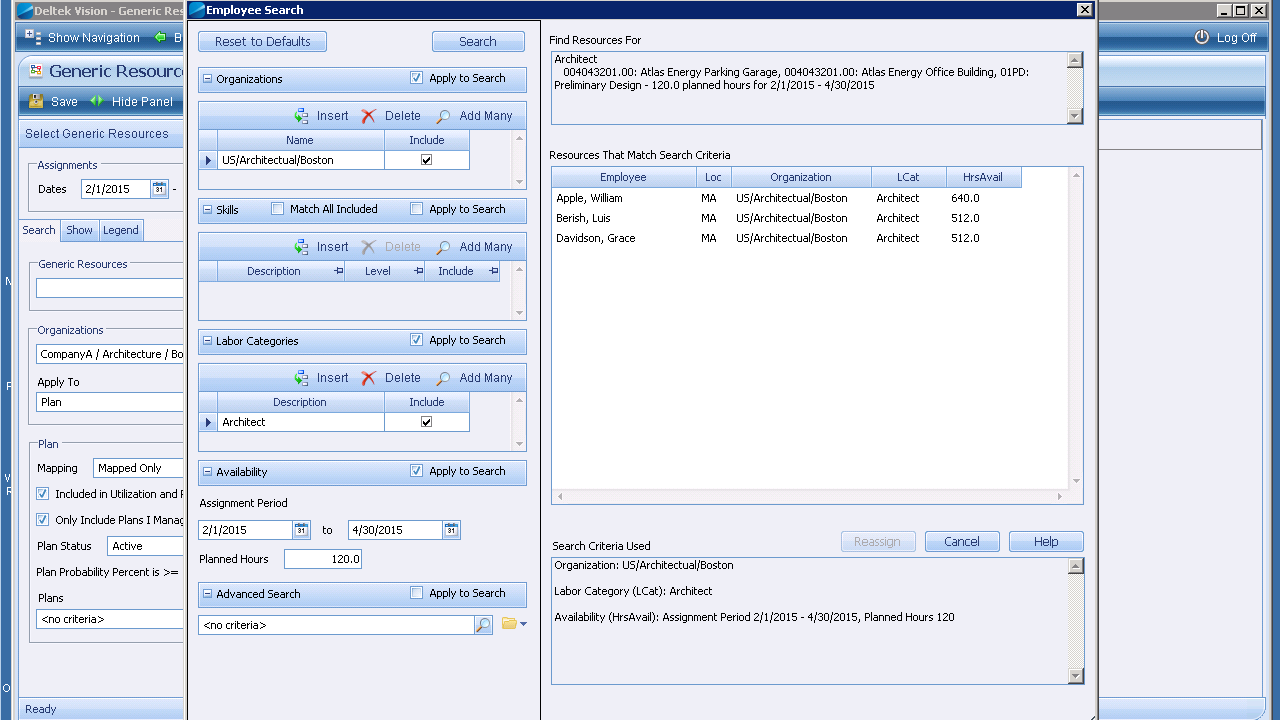 Deltek Vision - Generic Res
Employee Search
Show Navigation
B
Log Off
Generic Resourc
Save
Hide Panel
Select Generic Resources
Assignments
Dates
2/1/2015
31
-
Search
Show
Legend
Generic Resources
Organizations
CompanyA / Architecture / Bo
Apply To
Plan
Plan
Mapping
Mapped Only
Included in Utilization and F
Only Include Plans I Manag
Plan Status
Active
Plan Probability Percent is >=
Plans
<no criteria>
Ready
Reset to Defaults
Search
Organizations
Apply to Search
Insert
Delete
Add Many
Name
Include
US/Architectual/Boston
Skills
Match All Included
Apply to Search
Insert
Delete
Add Many
Description
Level
Include
Labor Categories
Apply to Search
Insert
Delete
Add Many
Description
Include
Architect
Availability
Apply to Search
Assignment Period
2/1/2015
31
to
4/30/2015
31
Planned Hours
120.0
Advanced Search
Apply to Search
<no criteria>
Find Resources For
Architect
004043201.00: Atlas Energy Parking Garage, 004043201.00: Atlas Energy Office Building, 01PD:
Preliminary Design - 120.0 planned hours for 2/1/2015 - 4/30/2015
Resources That Match Search Criteria
Employee Loc Organization LCat HrsAvail
Apple, William MA US/Architectual/Boston Architect 640.0
Berish, Luis MA US/Architectual/Boston Architect 512.0
Davidson, Grace MA US/Architectual/Boston Architect 512.0
Reassign
Cancel
Help
Search Criteria Used
Organization: US/Architectual/Boston
Labor Category (LCat): Architect
Availability (HrsAvail): Assignment Period 2/1/2015 - 4/30/2015, Planned Hours 120